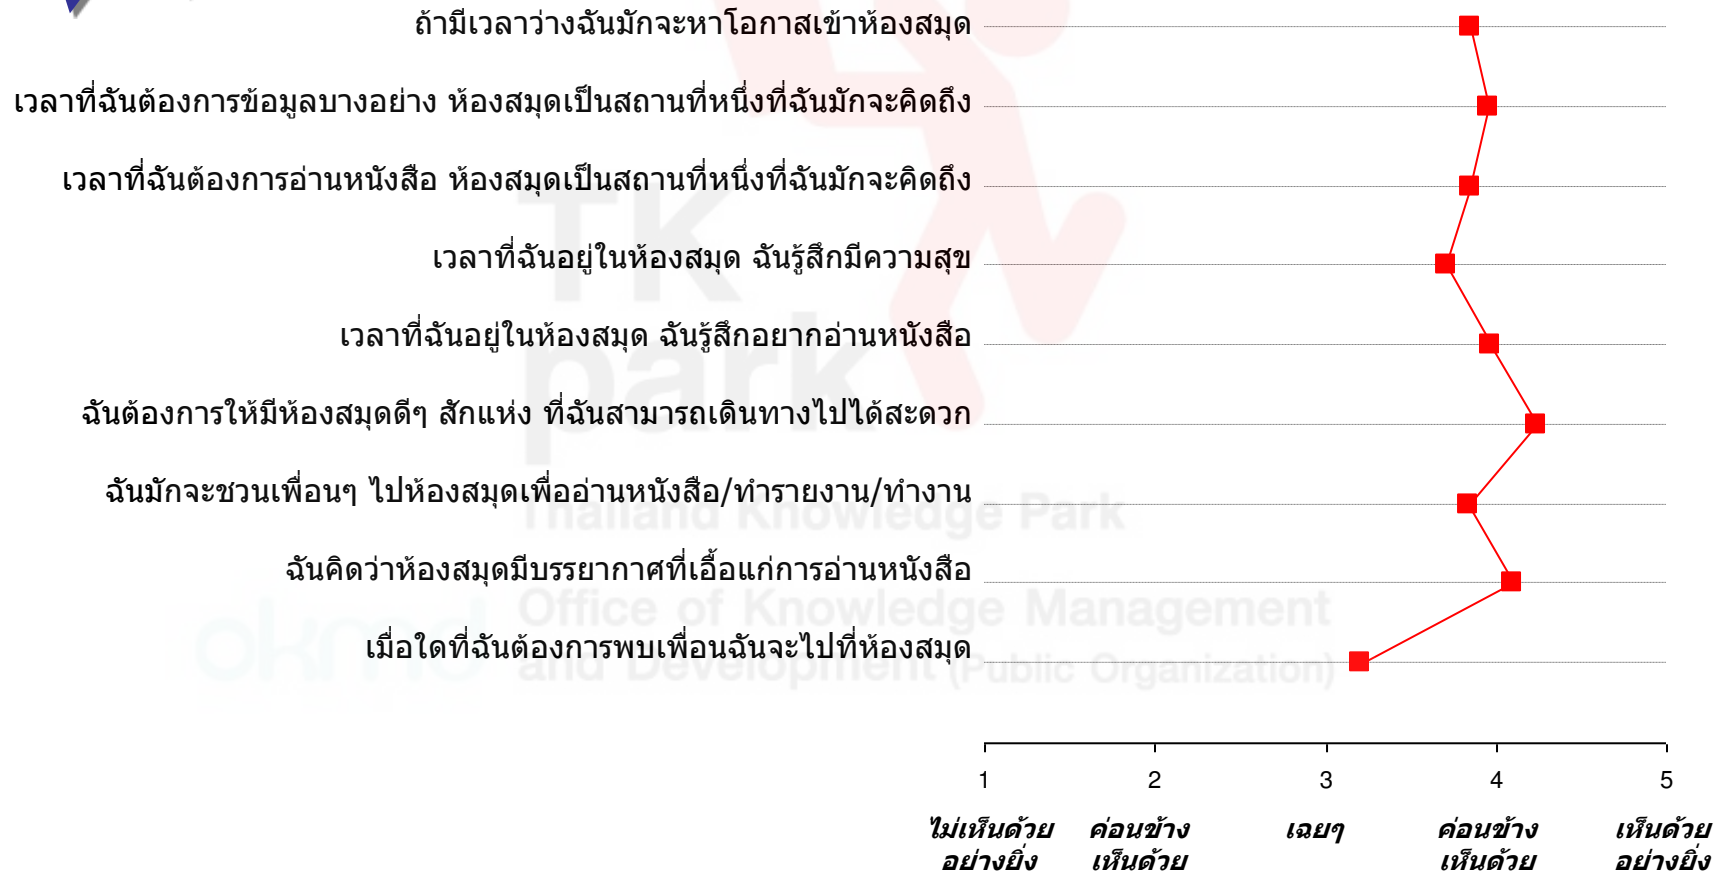 ถ้ามีเวลาว่างฉันมักจะหาโอกาสเข้าห้องสมุด
เวลาที่ฉันต้องการข้อมูลบางอย่าง ห้องสมุดเป็นสถานที่หนึ่งที่ฉันมักจะคิดถึง
เวลาที่ฉันต้องการอ่านหนังสือ ห้องสมุดเป็นสถานที่หนึ่งที่ฉันมักจะคิดถึง
เวลาที่ฉันอยู่ในห้องสมุด ฉันรู้สึกมีความสุข
เวลาที่ฉันอยู่ในห้องสมุด ฉันรู้สึกอยากอ่านหนังสือ
ฉันต้องการให้มีห้องสมุดดีๆ สักแห่ง ที่ฉันสามารถเดินทางไปได้สะดวก
ฉันมักจะชวนเพื่อนๆ ไปห้องสมุดเพื่ออ่านหนังสือ/ทำรายงาน/ทำงาน
ฉันคิดว่าห้องสมุดมีบรรยากาศที่เอื้อแก่การอ่านหนังสือ
เมื่อใดที่ฉันต้องการพบเพื่อนฉันจะไปที่ห้องสมุด
TK
park
Thailand Knowledge Park
okmd
Office of Knowledge Management
and Development (Public Organization)
1 2 3 4 5
ไม่เห็นด้วย ค่อนข้าง เฉยๆ ค่อนข้าง เห็นด้วย
อย่างยิ่ง เห็นด้วย เห็นด้วย อย่างยิ่ง